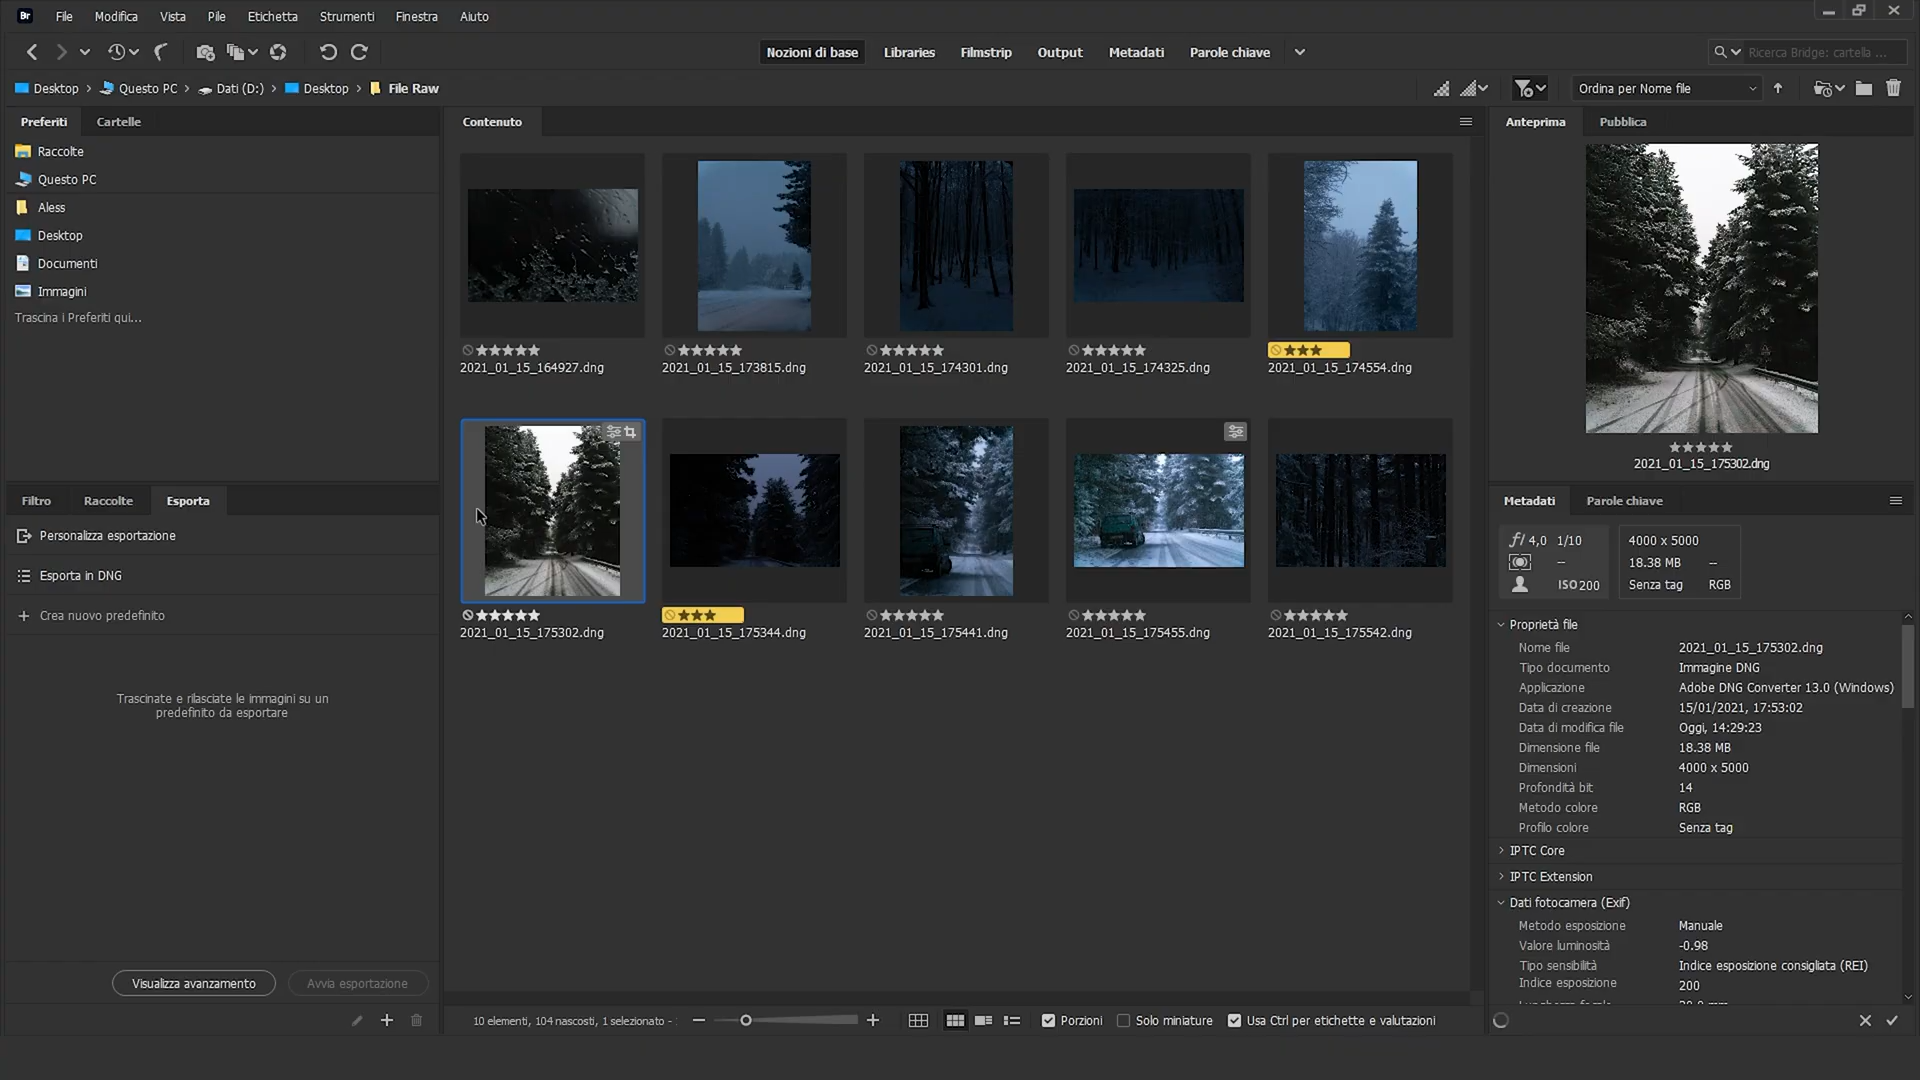 Br File Modifica Vista Pile Etichetta Strumenti Finestra Aiuto
Nozioni di base Libraries Filmstrip Output Metadati Parole chiave
Ricerca Bridge: cartella ...
Desktop Questo PC Dati (D:) Desktop File Raw
Ordina per Nome file
Preferiti Cartelle
Raccolte
Questo PC
Aless
Desktop
Documenti
Immagini
Trascina i Preferiti qui...
Filtro Raccolte Esporta
Personalizza esportazione
Esporta in DNG
Crea nuovo predefinito
Trascinate e rilasciate le immagini su un
predefinito da esportare
Visualizza avanzamento Avvia esportazione
Contenuto
2021_01_15_164927.dng 2021_01_15_173815.dng 2021_01_15_174301.dng 2021_01_15_174325.dng 2021_01_15_174554.dng
2021_01_15_175302.dng 2021_01_15_175344.dng 2021_01_15_175441.dng 2021_01_15_175455.dng 2021_01_15_175542.dng
10 elementi, 104 nascosti, 1 selezionato -
Porzioni Solo miniature Usa Ctrl per etichette e valutazioni
Anteprima Pubblica
2021_01_15_175302.dng
Metadati Parole chiave
f/ 4,0 1/10 4000 x 5000
-- 18.38 MB --
ISO200 Senza tag RGB
Proprietà file
Nome file 2021_01_15_175302.dng
Tipo documento Immagine DNG
Applicazione Adobe DNG Converter 13.0 (Windows)
Data di creazione 15/01/2021, 17:53:02
Data di modifica file Oggi, 14:29:23
Dimensione file 18.38 MB
Dimensioni 4000 x 5000
Profondità bit 14
Metodo colore RGB
Profilo colore Senza tag
IPTC Core
IPTC Extension
Dati fotocamera (Exif)
Metodo esposizione Manuale
Valore luminosità -0.98
Tipo sensibilità Indice esposizione consigliata (REI)
Indice esposizione 200